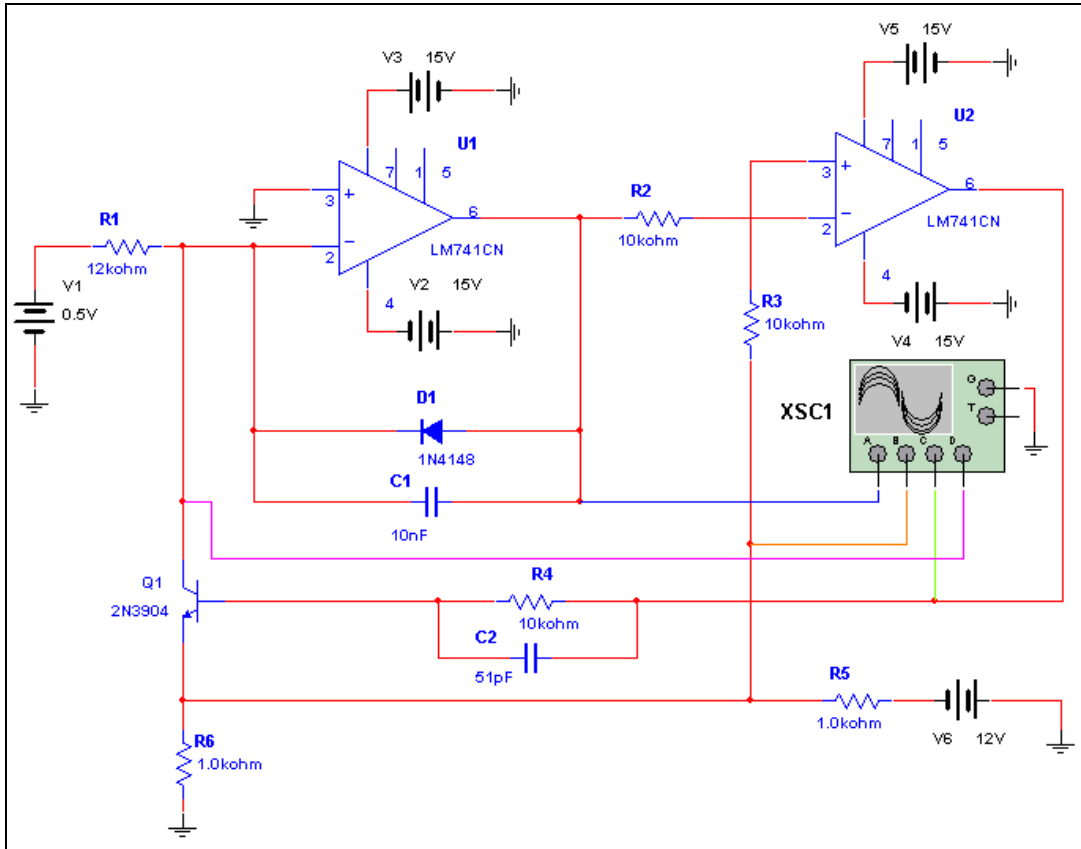 V3 15V
V5 15V
U1
U2
7
1
5
7
1
5
3
+
6
LM741CN
2
−
4
R2
10kohm
3
+
6
LM741CN
2
−
4
R1
12kohm
V1
0.5V
V2 15V
R3
10kohm
V4 15V
D1
1N4148
C1
10nF
XSC1
G
T
A
B
C
D
Q1
2N3904
R4
10kohm
C2
51pF
R5
1.0kohm
V6 12V
R6
1.0kohm